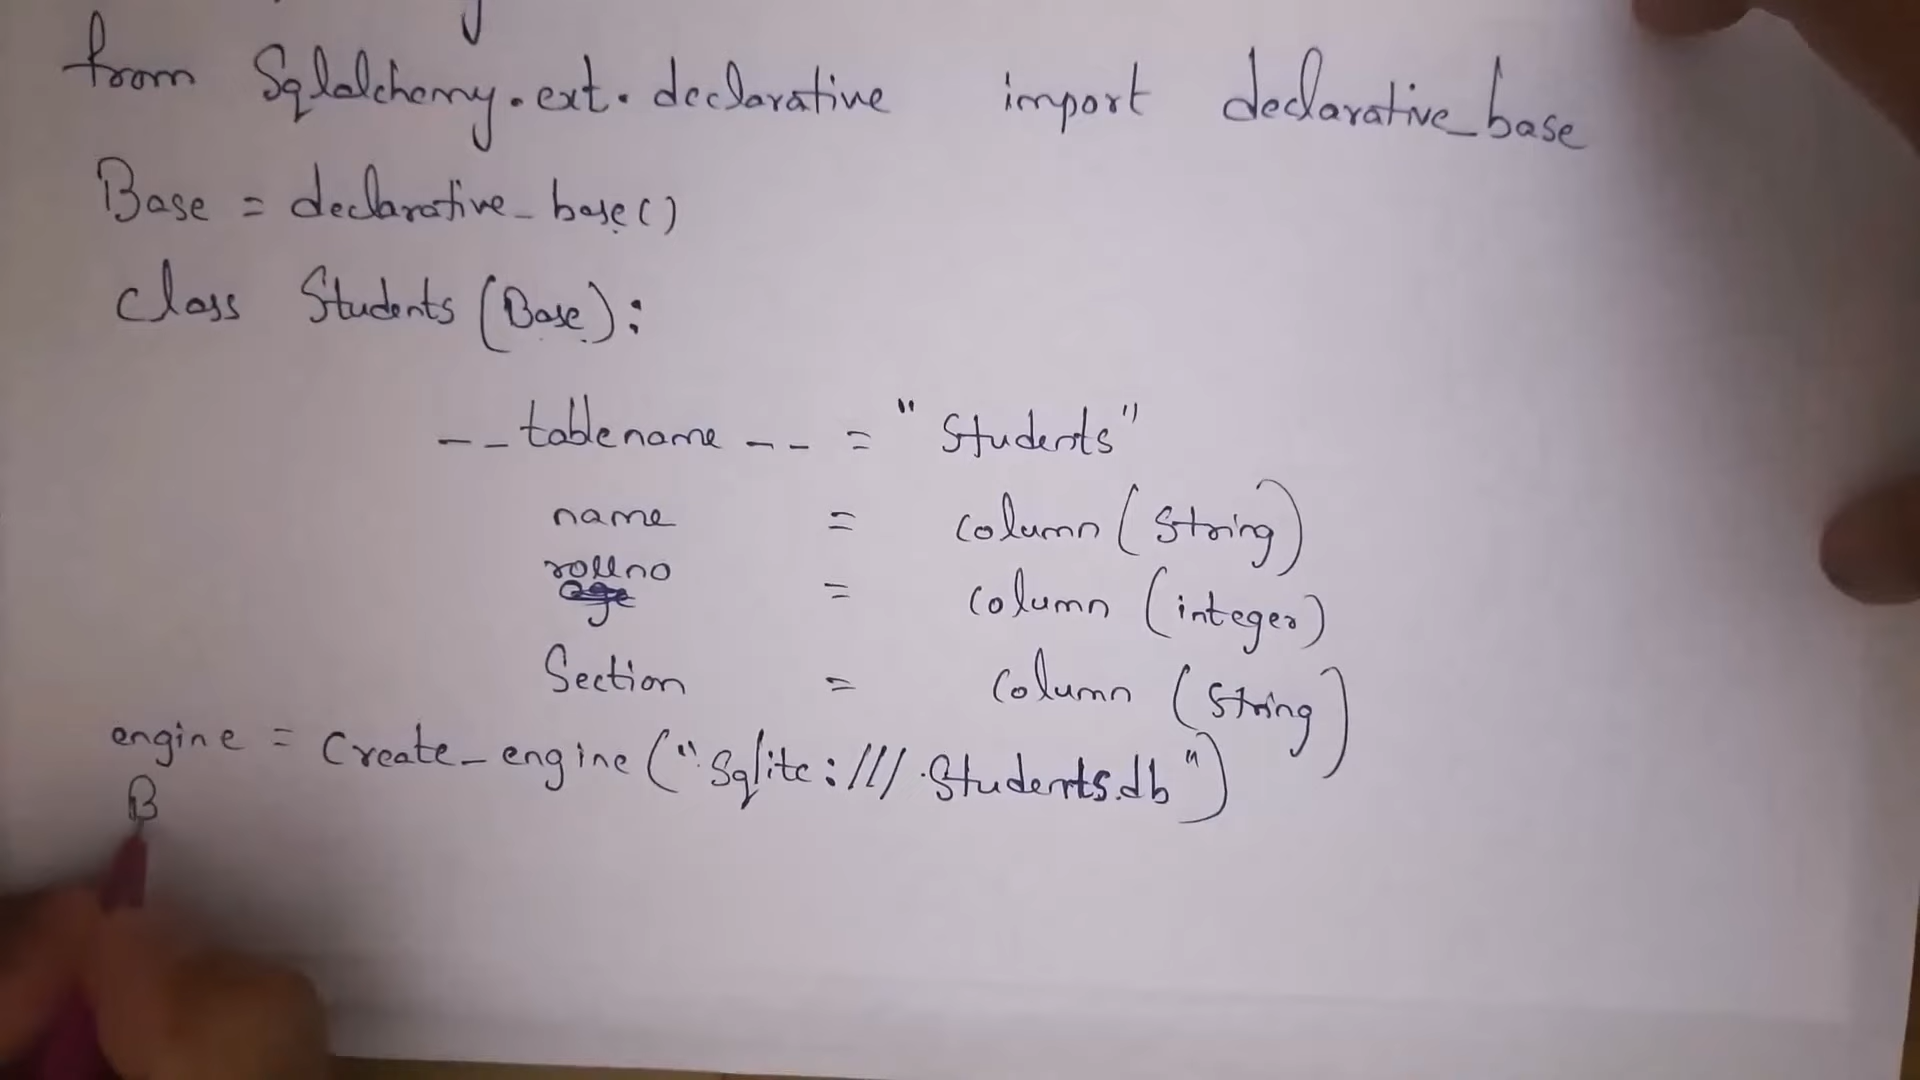 from Sqlalchemy.ext.declarative import declarative_base
Base = declarative_base()
class Students (Base):
__tablename__ = "Students"
name = column (String)
rollno = column (integer)
Section = column (String)
engine = Create_engine ("Sqlite:///.Students.db")
B